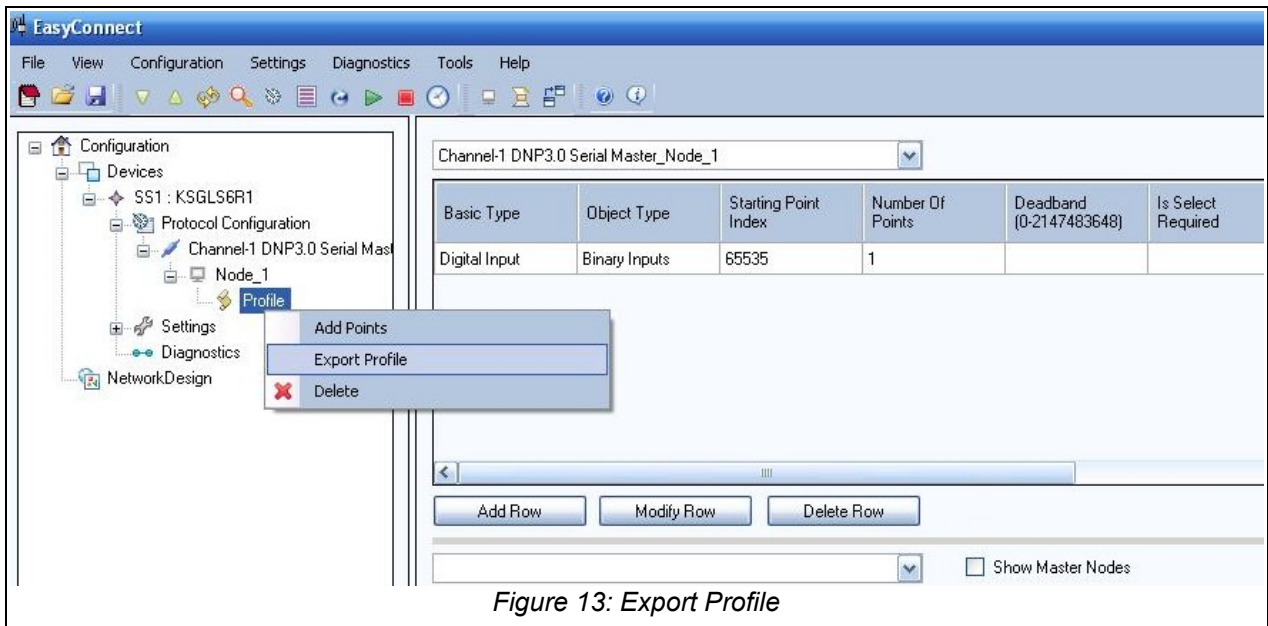 EasyConnect
File View Configuration Settings Diagnostics Tools Help
Configuration
Devices
SS1 : KSGLS6R1
Protocol Configuration
Channel-1 DNP3.0 Serial Mast
Node_1
Profile
Settings
Diagnostics
NetworkDesign
Add Points
Export Profile
Delete
Channel-1 DNP3.0 Serial Master_Node_1
Basic Type Object Type Starting Point Index Number Of Points Deadband (0-2147483648) Is Select Required
Digital Input Binary Inputs 65535 1
Add Row Modify Row Delete Row
Show Master Nodes
Figure 13: Export Profile